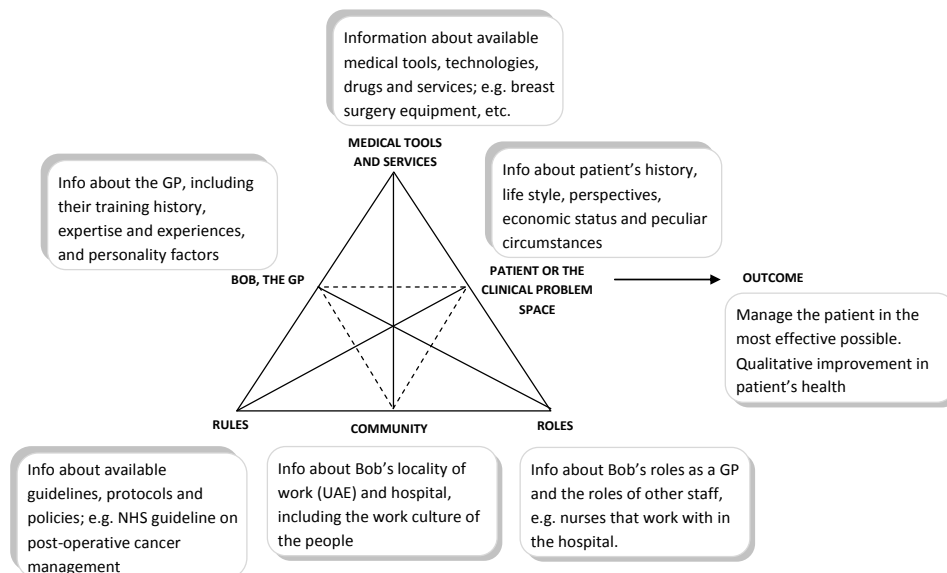 Information about available
medical tools, technologies,
drugs and services; e.g. breast
surgery equipment, etc.
MEDICAL TOOLS
AND SERVICES
Info about the GP, including
their training history,
expertise and experiences,
and personality factors
BOB, THE GP
Info about patient's history,
life style, perspectives,
economic status and peculiar
circumstances
PATIENT OR THE
CLINICAL PROBLEM
SPACE
OUTCOME
Manage the patient in the
most effective possible.
Qualitative improvement in
patient's health
RULES
COMMUNITY
ROLES
Info about available
guidelines, protocols and
policies; e.g. NHS guideline on
post-operative cancer
management
Info about Bob's locality of
work (UAE) and hospital,
including the work culture of
the people
Info about Bob's roles as a GP
and the roles of other staff,
e.g. nurses that work with in
the hospital.